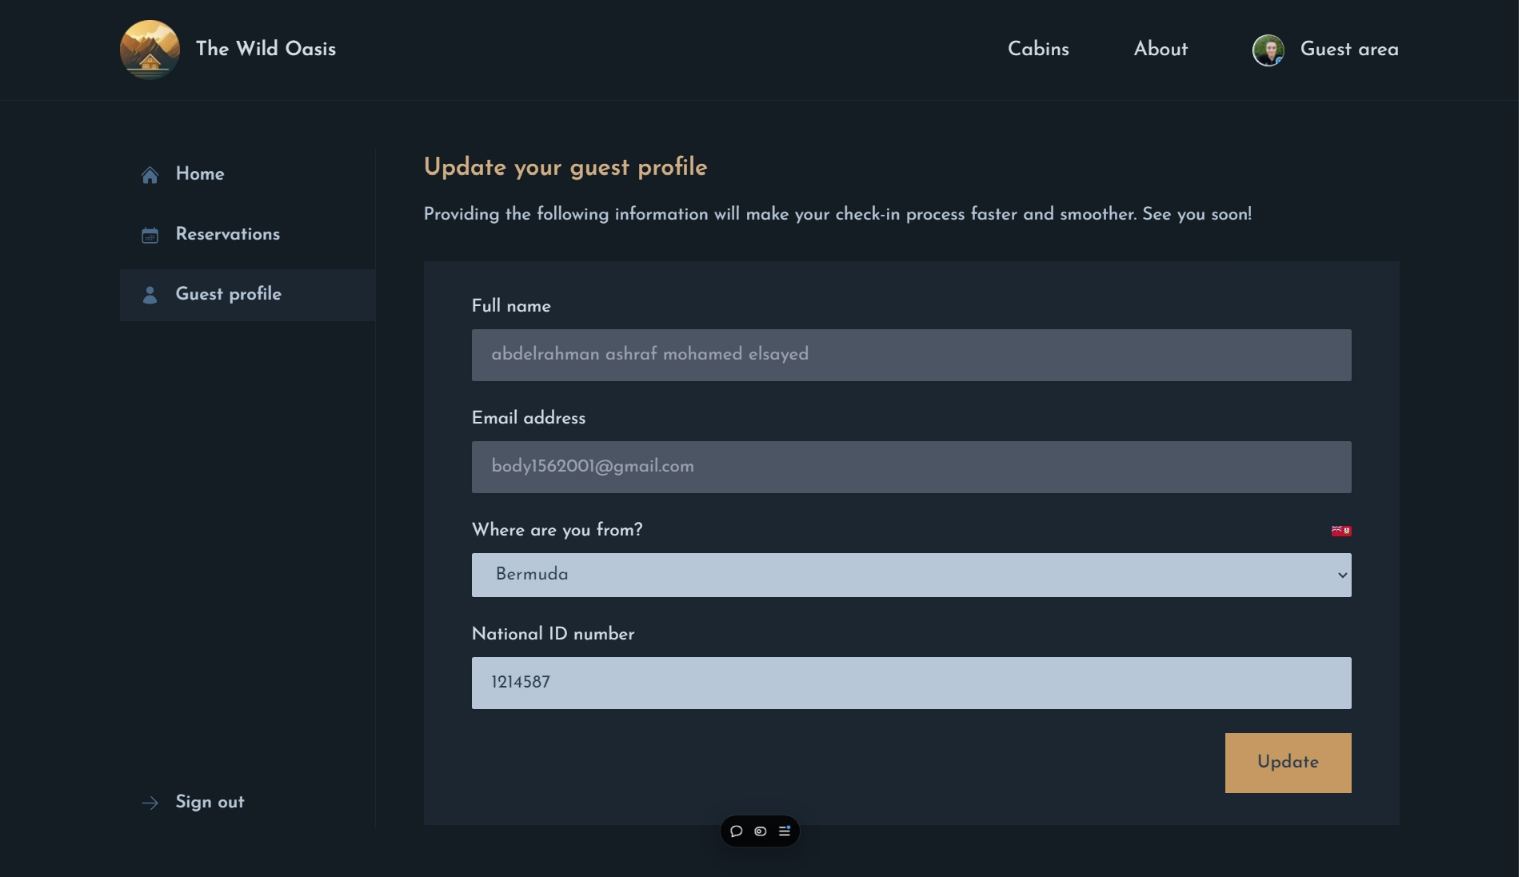 The Wild Oasis
Cabins
About
Guest area
Home
Reservations
Guest profile
Sign out
Update your guest profile
Providing the following information will make your check-in process faster and smoother. See you soon!
Full name
abdelrahman ashraf mohamed elsayed
Email address
body1562001@gmail.com
Where are you from?
Bermuda
National ID number
1214587
Update